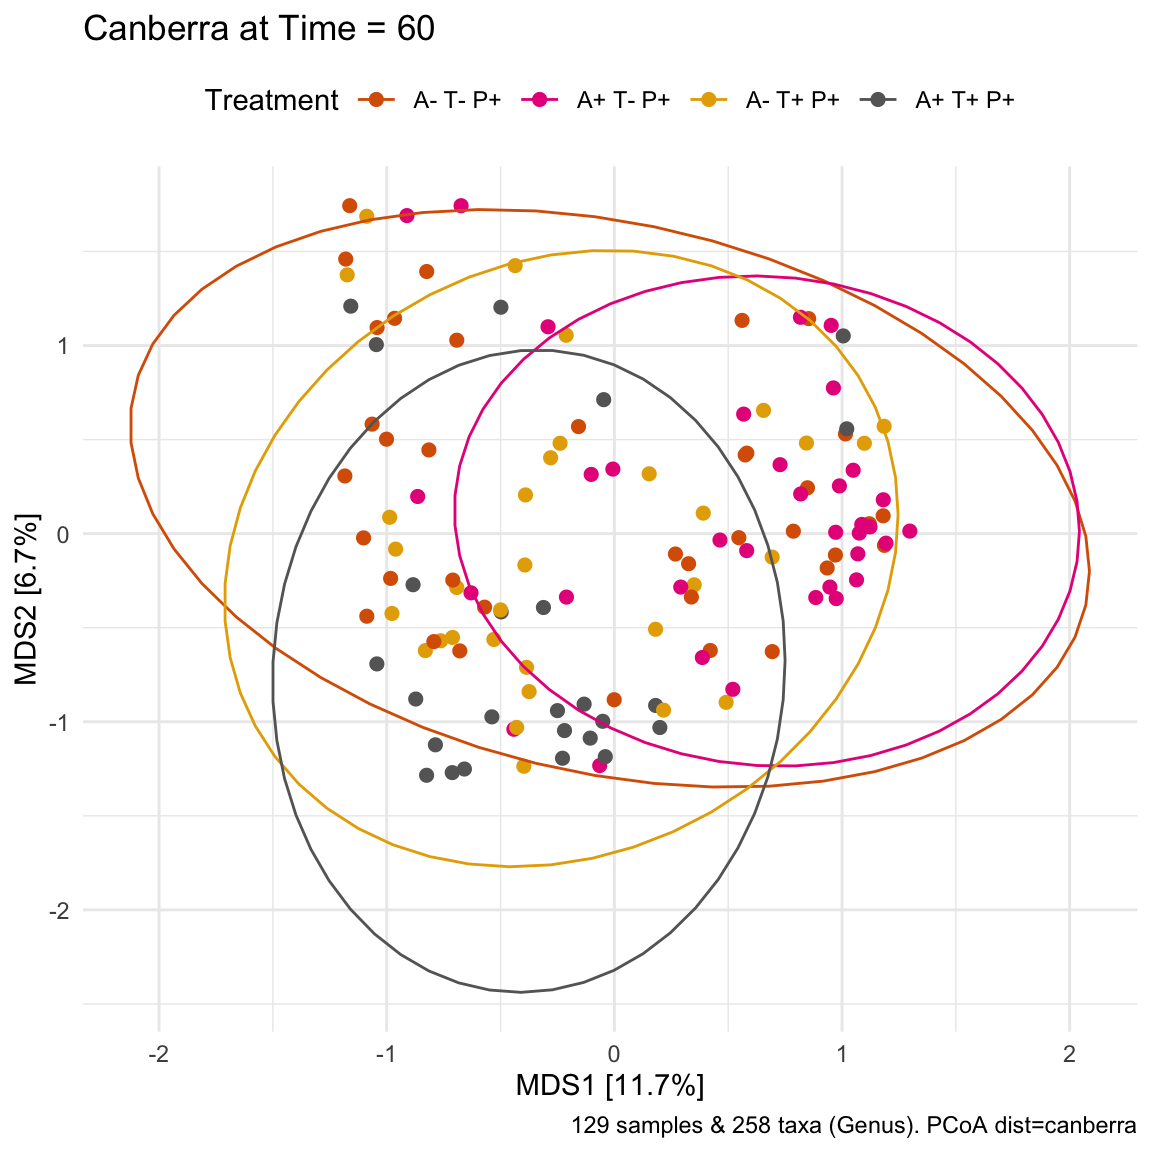 Canberra at Time = 60
Treatment A- T- P+ A+ T- P+ A- T+ P+ A+ T+ P+
MDS2 [6.7%]
1
0
-1
-2
-2 -1 0 1 2
MDS1 [11.7%]
129 samples & 258 taxa (Genus). PCoA dist=canberra